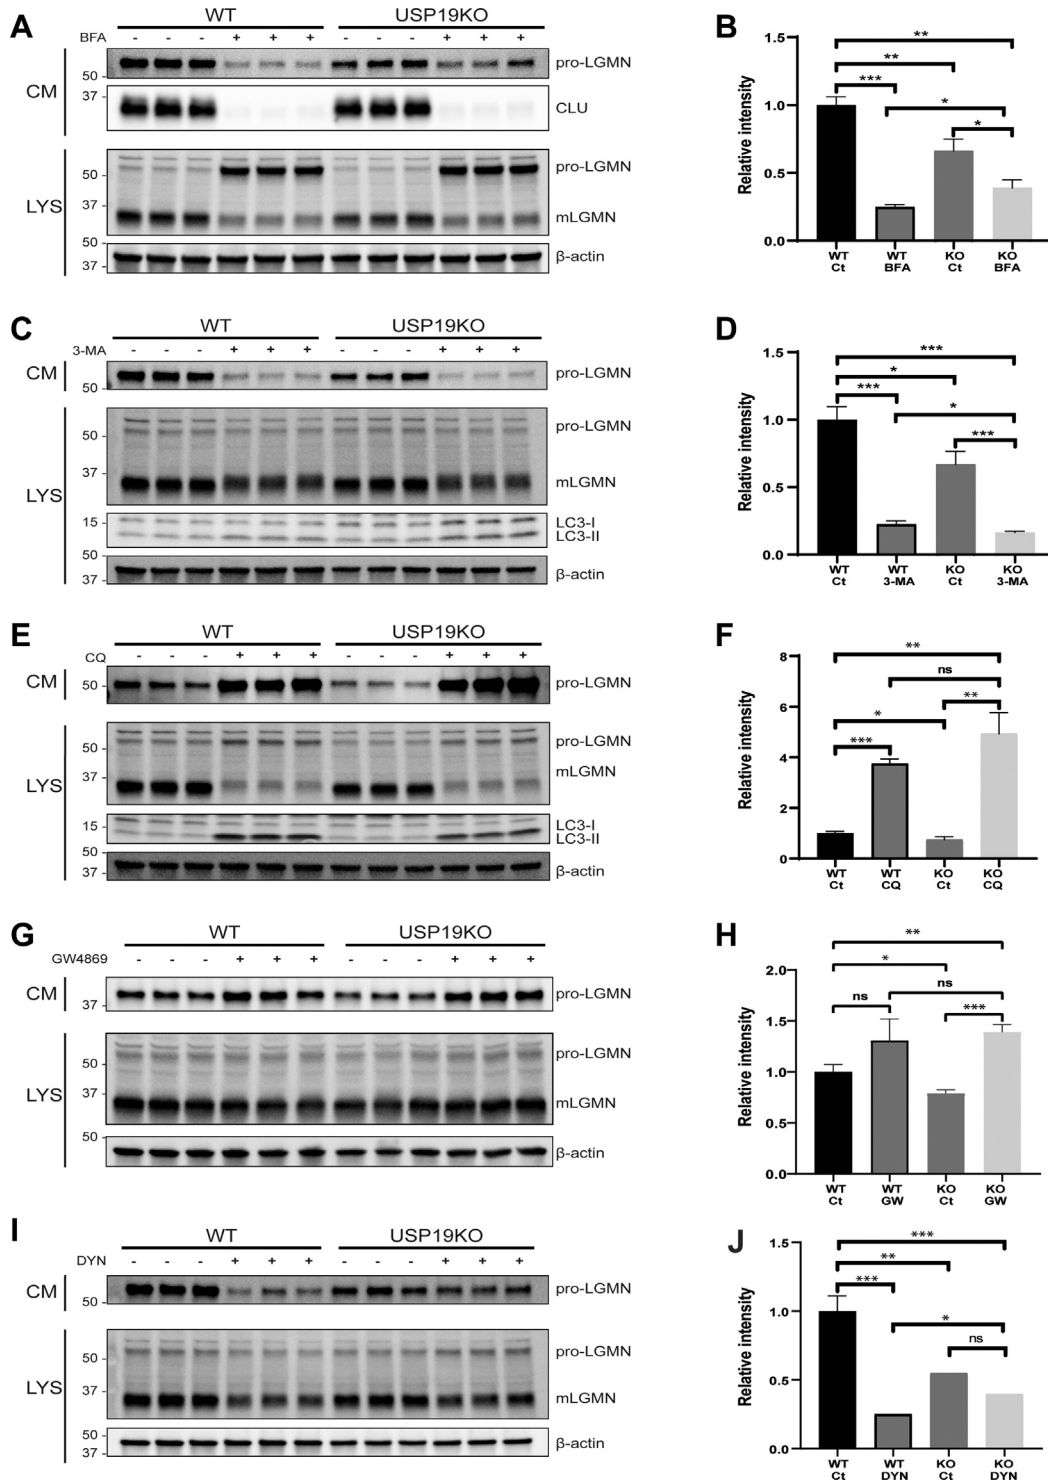 A
WT
USP19KO
BFA - - - + + + - - - + + +
CM
50 -
pro-LGMN
37 -
CLU
LYS
50 -
pro-LGMN
37 -
mLGMN
50 -
37 -
β-actin
B
Relative intensity
1.5
1.0
0.5
0.0
**
**
***
*
*
WT Ct
WT BFA
KO Ct
KO BFA
C
WT
USP19KO
3-MA - - - + + + - - - + + +
CM
50 -
pro-LGMN
LYS
50 -
pro-LGMN
37 -
mLGMN
15 -
LC3-I
LC3-II
50 -
37 -
β-actin
D
Relative intensity
1.5
1.0
0.5
0.0
***
*
***
*
***
WT Ct
WT 3-MA
KO Ct
KO 3-MA
E
WT
USP19KO
CQ - - - + + + - - - + + +
CM
50 -
pro-LGMN
LYS
50 -
pro-LGMN
37 -
mLGMN
15 -
LC3-I
LC3-II
50 -
37 -
β-actin
F
Relative intensity
8
6
4
2
0
**
ns
**
*
***
WT Ct
WT CQ
KO Ct
KO CQ
G
WT
USP19KO
GW4869 - - - + + + - - - + + +
CM
37 -
pro-LGMN
LYS
50 -
pro-LGMN
37 -
mLGMN
50 -
β-actin
H
Relative intensity
2.0
1.5
1.0
0.5
0.0
**
*
ns
ns
***
WT Ct
WT GW
KO Ct
KO GW
I
WT
USP19KO
DYN - - - + + + - - - + + +
CM
50 -
pro-LGMN
LYS
50 -
pro-LGMN
37 -
mLGMN
50 -
37 -
β-actin
J
Relative intensity
1.5
1.0
0.5
0.0
***
**
***
*
ns
WT Ct
WT DYN
KO Ct
KO DYN